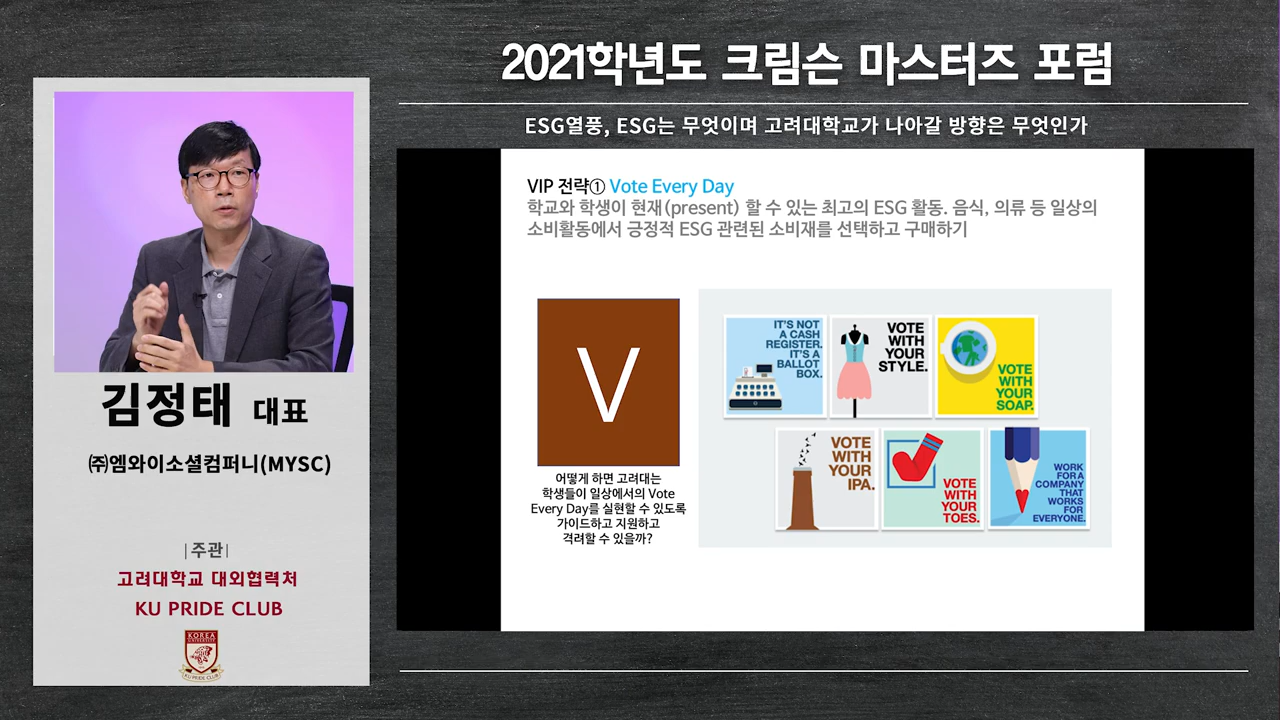 2021학년도 크림슨 마스터즈 포럼
ESG열풍, ESG는 무엇이며 고려대학교가 나아갈 방향은 무엇인가
김정태 대표
㈜엠와이소셜컴퍼니(MYSC)
|주관|
고려대학교 대외협력처
KU PRIDE CLUB
KOREA
UNIVERSITY
KU PRIDE CLUB
VIP 전략① Vote Every Day
학교와 학생이 현재(present) 할 수 있는 최고의 ESG 활동. 음식, 의류 등 일상의
소비활동에서 긍정적 ESG 관련된 소비재를 선택하고 구매하기
V
어떻게 하면 고려대는
학생들이 일상에서의 Vote
Every Day를 실현할 수 있도록
가이드하고 지원하고
격려할 수 있을까?
IT'S NOT
A CASH
REGISTER.
IT'S A
BALLOT
BOX.
VOTE
WITH
YOUR
STYLE.
VOTE
WITH
YOUR
SOAP.
VOTE
WITH
YOUR
IPA.
VOTE
WITH
YOUR
TOES.
WORK
FOR A
COMPANY
THAT
WORKS
FOR
EVERYONE.